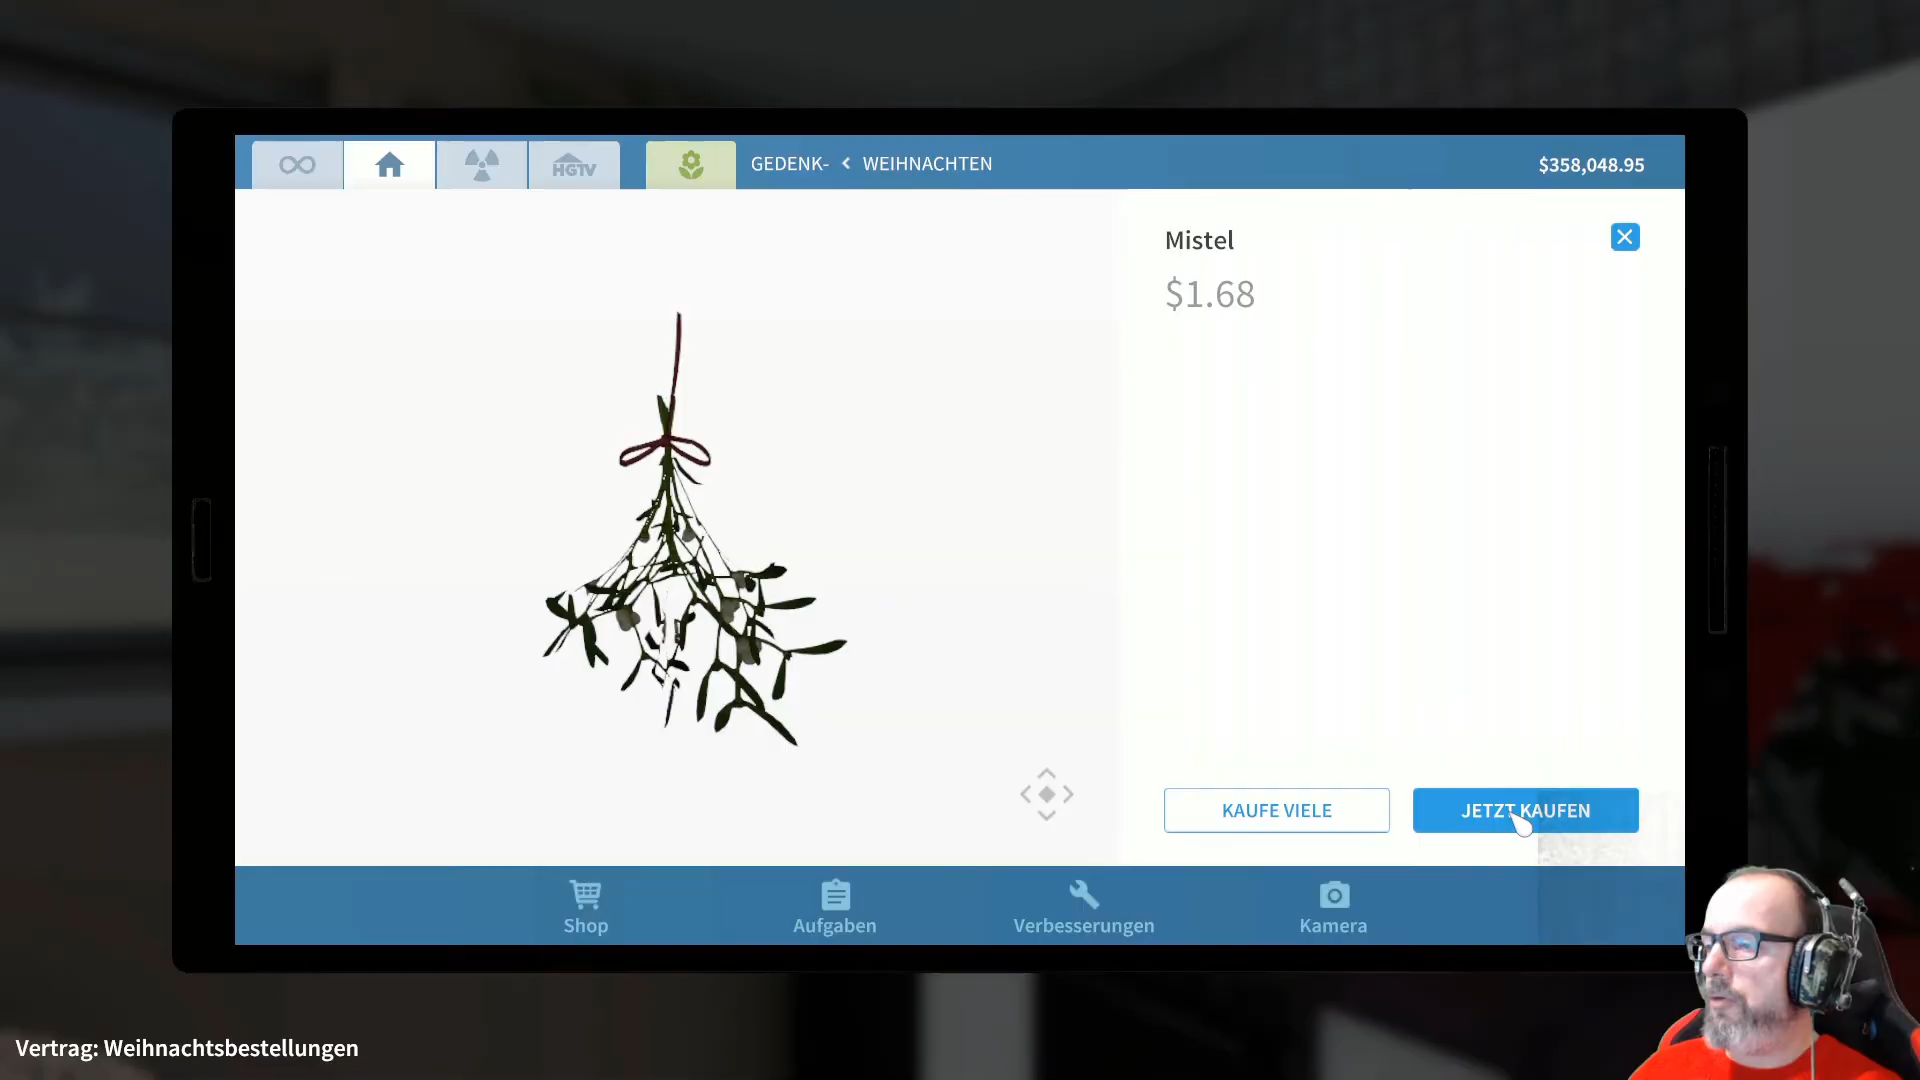 HGTV
GEDENK- < WEIHNACHTEN
$358,048.95
Mistel
$1.68
KAUFE VIELE
JETZT KAUFEN
Shop
Aufgaben
Verbesserungen
Kamera
Vertrag: Weihnachtsbestellungen